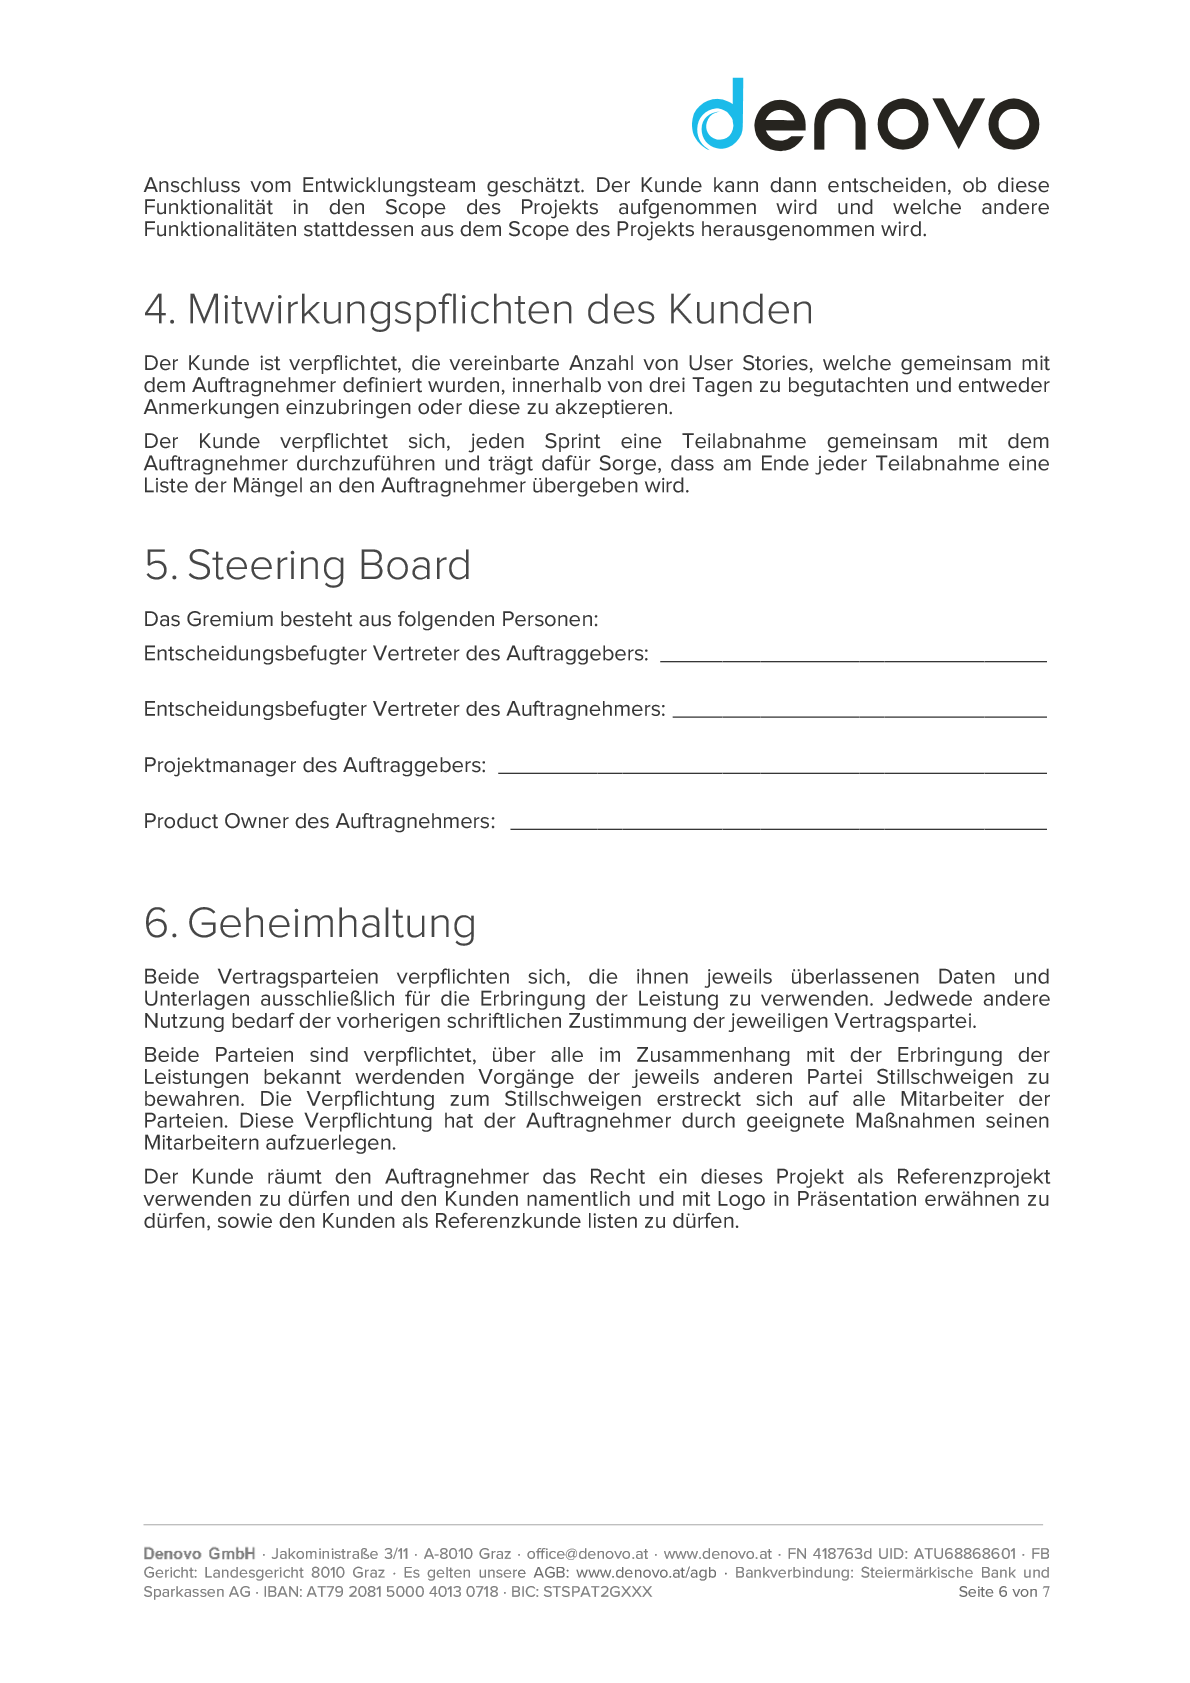 denovo
Anschluss vom Entwicklungsteam geschätzt. Der Kunde kann dann entscheiden, ob diese
Funktionalität in den Scope des Projekts aufgenommen wird und welche andere
Funktionalitäten stattdessen aus dem Scope des Projekts herausgenommen wird.
4. Mitwirkungspflichten des Kunden
Der Kunde ist verpflichtet, die vereinbarte Anzahl von User Stories, welche gemeinsam mit
dem Auftragnehmer definiert wurden, innerhalb von drei Tagen zu begutachten und entweder
Anmerkungen einzubringen oder diese zu akzeptieren.
Der Kunde verpflichtet sich, jeden Sprint eine Teilabnahme gemeinsam mit dem
Auftragnehmer durchzuführen und trägt dafür Sorge, dass am Ende jeder Teilabnahme eine
Liste der Mängel an den Auftragnehmer übergeben wird.
5. Steering Board
Das Gremium besteht aus folgenden Personen:
Entscheidungsbefugter Vertreter des Auftraggebers: ______________________________
Entscheidungsbefugter Vertreter des Auftragnehmers: _____________________________
Projektmanager des Auftraggebers: ___________________________________________
Product Owner des Auftragnehmers: __________________________________________
6. Geheimhaltung
Beide Vertragsparteien verpflichten sich, die ihnen jeweils überlassenen Daten und
Unterlagen ausschließlich für die Erbringung der Leistung zu verwenden. Jedwede andere
Nutzung bedarf der vorherigen schriftlichen Zustimmung der jeweiligen Vertragspartei.
Beide Parteien sind verpflichtet, über alle im Zusammenhang mit der Erbringung der
Leistungen bekannt werdenden Vorgänge der jeweils anderen Partei Stillschweigen zu
bewahren. Die Verpflichtung zum Stillschweigen erstreckt sich auf alle Mitarbeiter der
Parteien. Diese Verpflichtung hat der Auftragnehmer durch geeignete Maßnahmen seinen
Mitarbeitern aufzuerlegen.
Der Kunde räumt den Auftragnehmer das Recht ein dieses Projekt als Referenzprojekt
verwenden zu dürfen und den Kunden namentlich und mit Logo in Präsentation erwähnen zu
dürfen, sowie den Kunden als Referenzkunde listen zu dürfen.
Denovo GmbH · Jakoministraße 3/11 · A-8010 Graz · office@denovo.at · www.denovo.at · FN 418763d UID: ATU68868601 · FB
Gericht: Landesgericht 8010 Graz · Es gelten unsere AGB: www.denovo.at/agb · Bankverbindung: Steiermärkische Bank und
Sparkassen AG · IBAN: AT79 2081 5000 4013 0718 · BIC: STSPAT2GXXX Seite 6 von 7